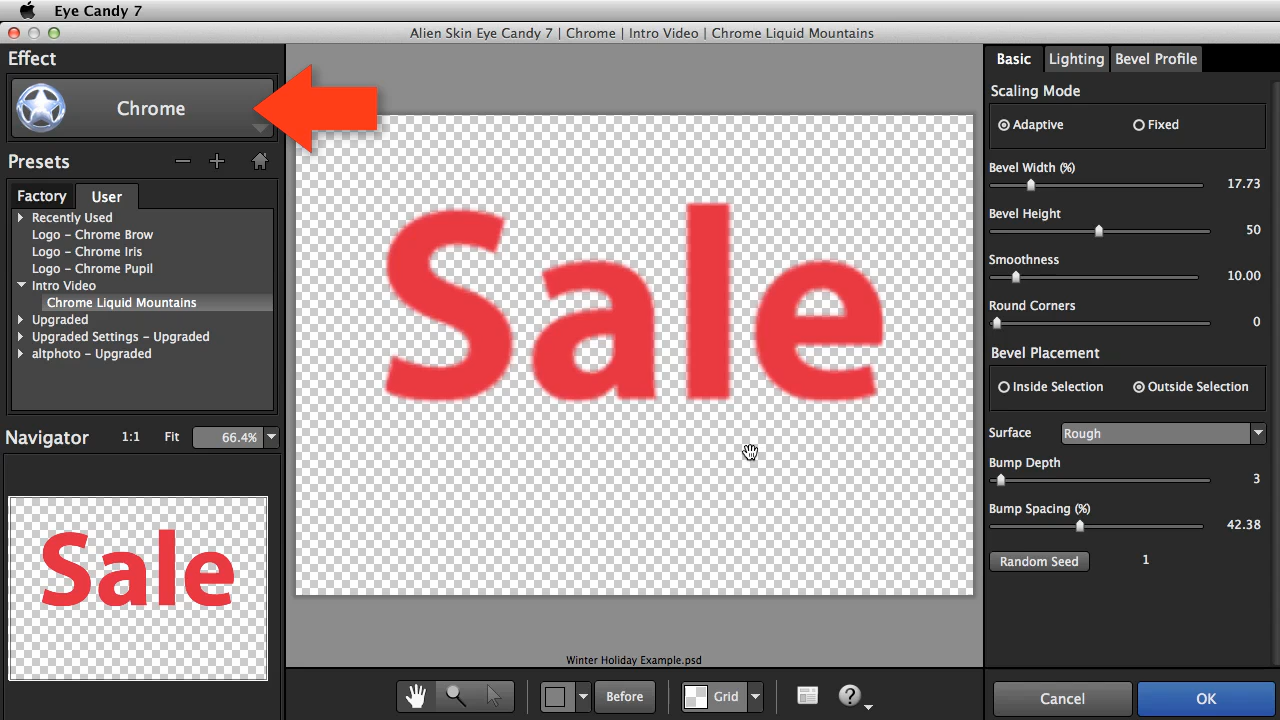 Eye Candy 7
Alien Skin Eye Candy 7 | Chrome | Intro Video | Chrome Liquid Mountains
Effect
Chrome
Presets
Factory
User
Recently Used
Logo – Chrome Brow
Logo – Chrome Iris
Logo – Chrome Pupil
Intro Video
Chrome Liquid Mountains
Upgraded
Upgraded Settings – Upgraded
altphoto – Upgraded
Navigator 1:1 Fit 66.4%
Sale
Sale
Winter Holiday Example.psd
Before
Grid
?
Basic Lighting Bevel Profile
Scaling Mode
Adaptive Fixed
Bevel Width (%)
17.73
Bevel Height
50
Smoothness
10.00
Round Corners
0
Bevel Placement
Inside Selection Outside Selection
Surface Rough
Bump Depth
3
Bump Spacing (%)
42.38
Random Seed 1
Cancel OK